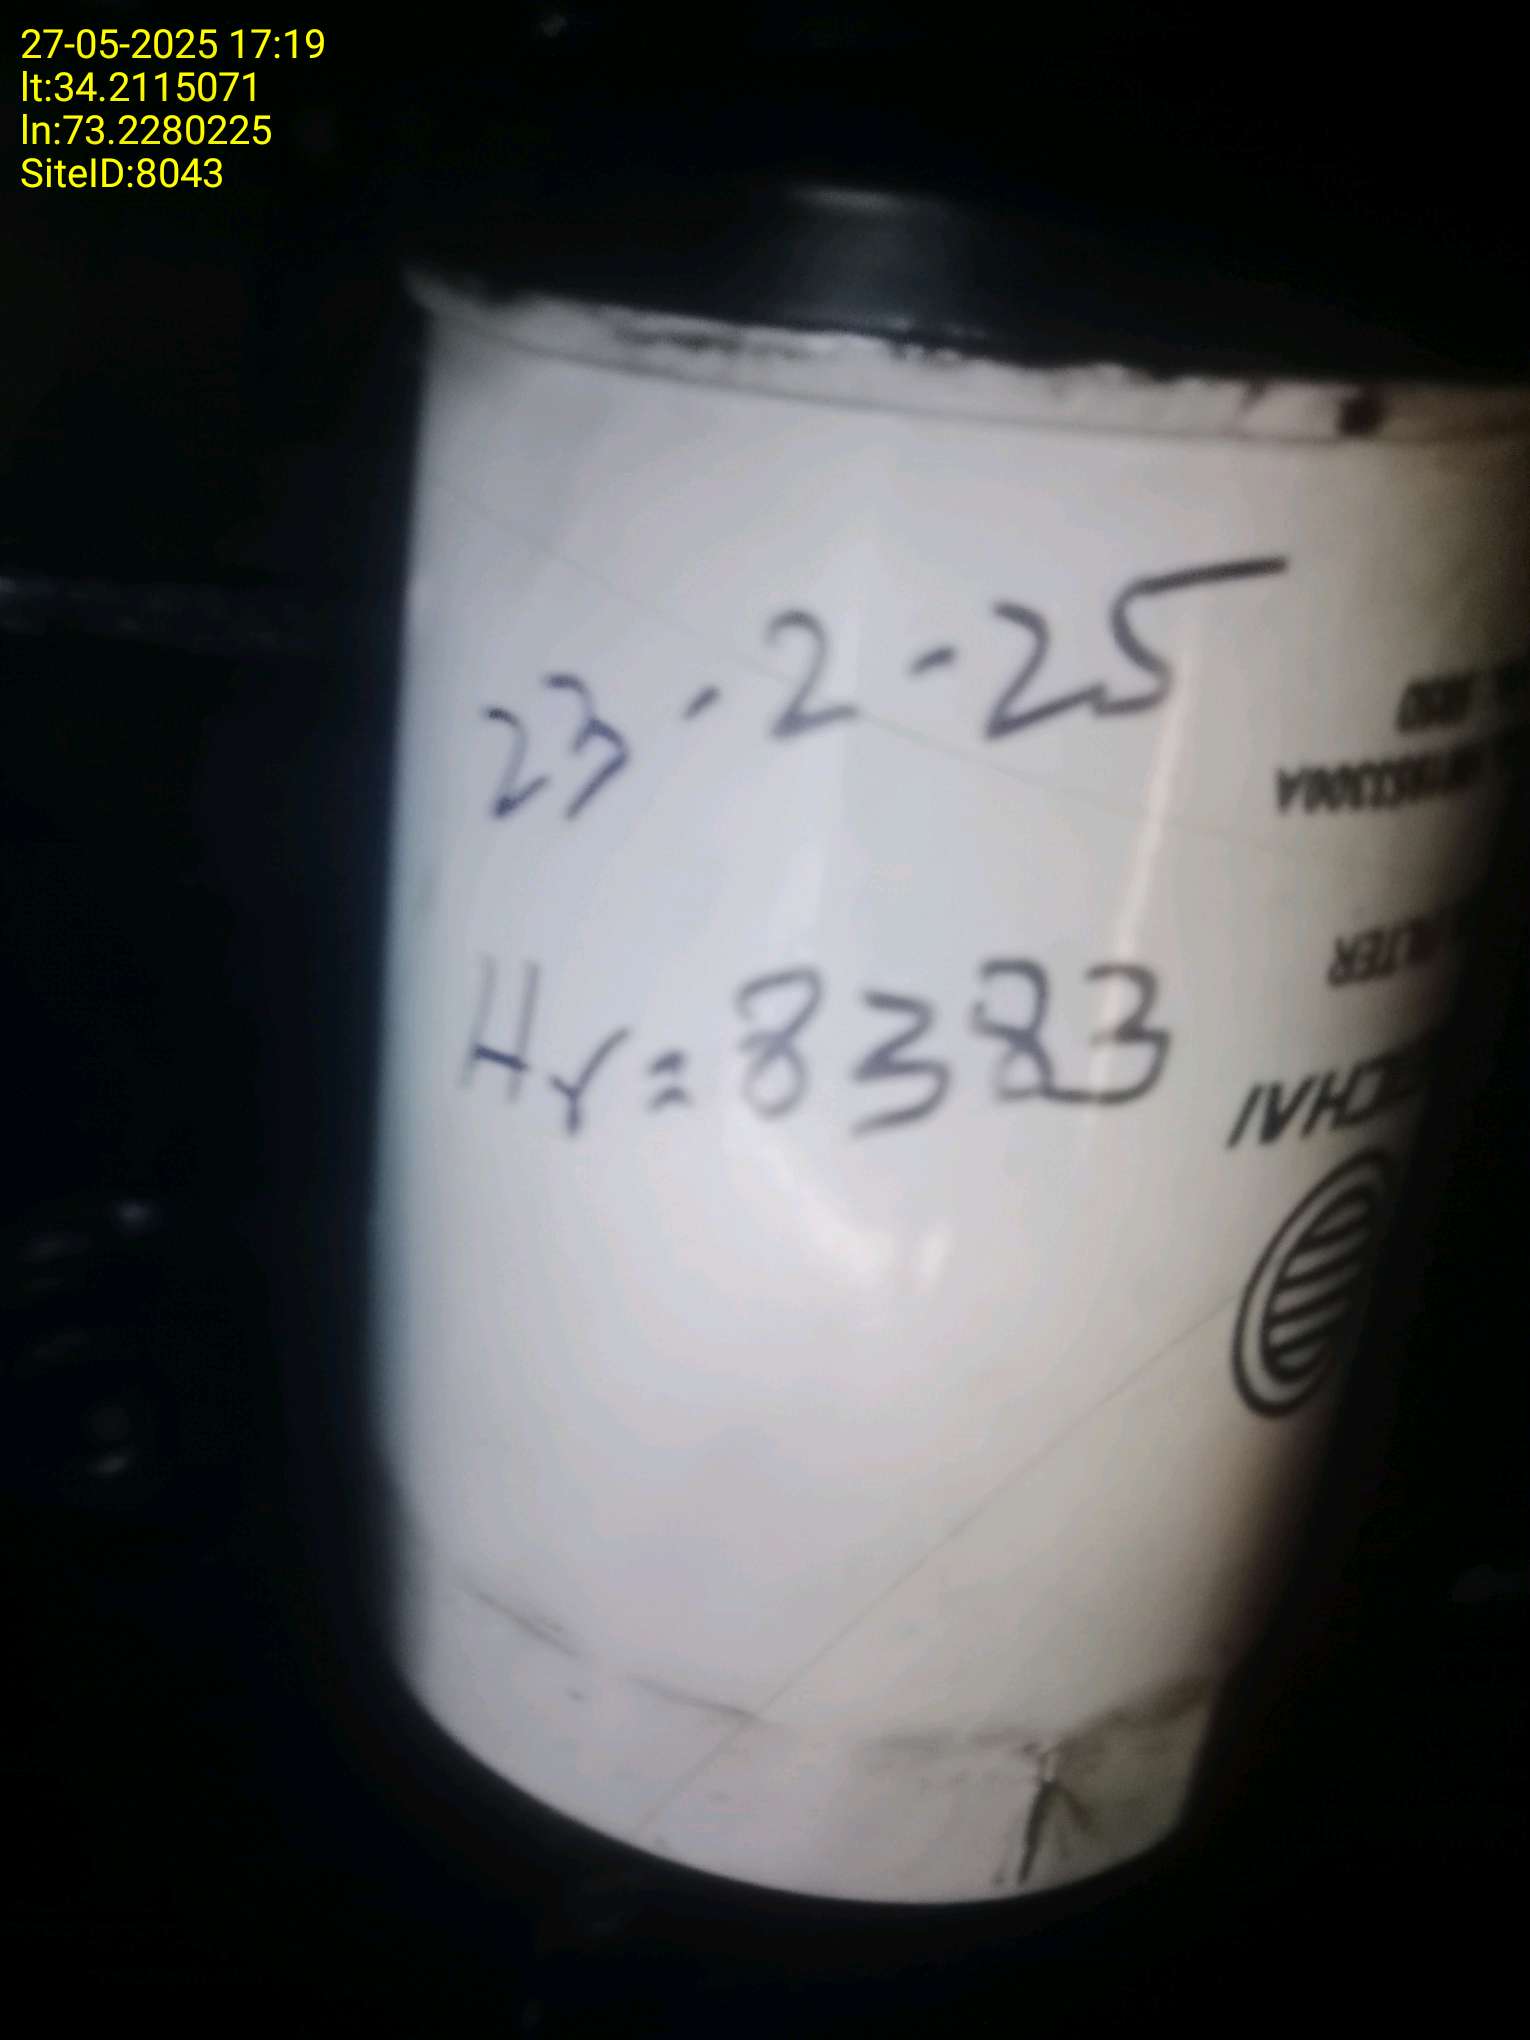 27-05-2025 17:19
lt:34.2115071
ln:73.2280225
SiteID:8043
23-2-25
Hr=8383